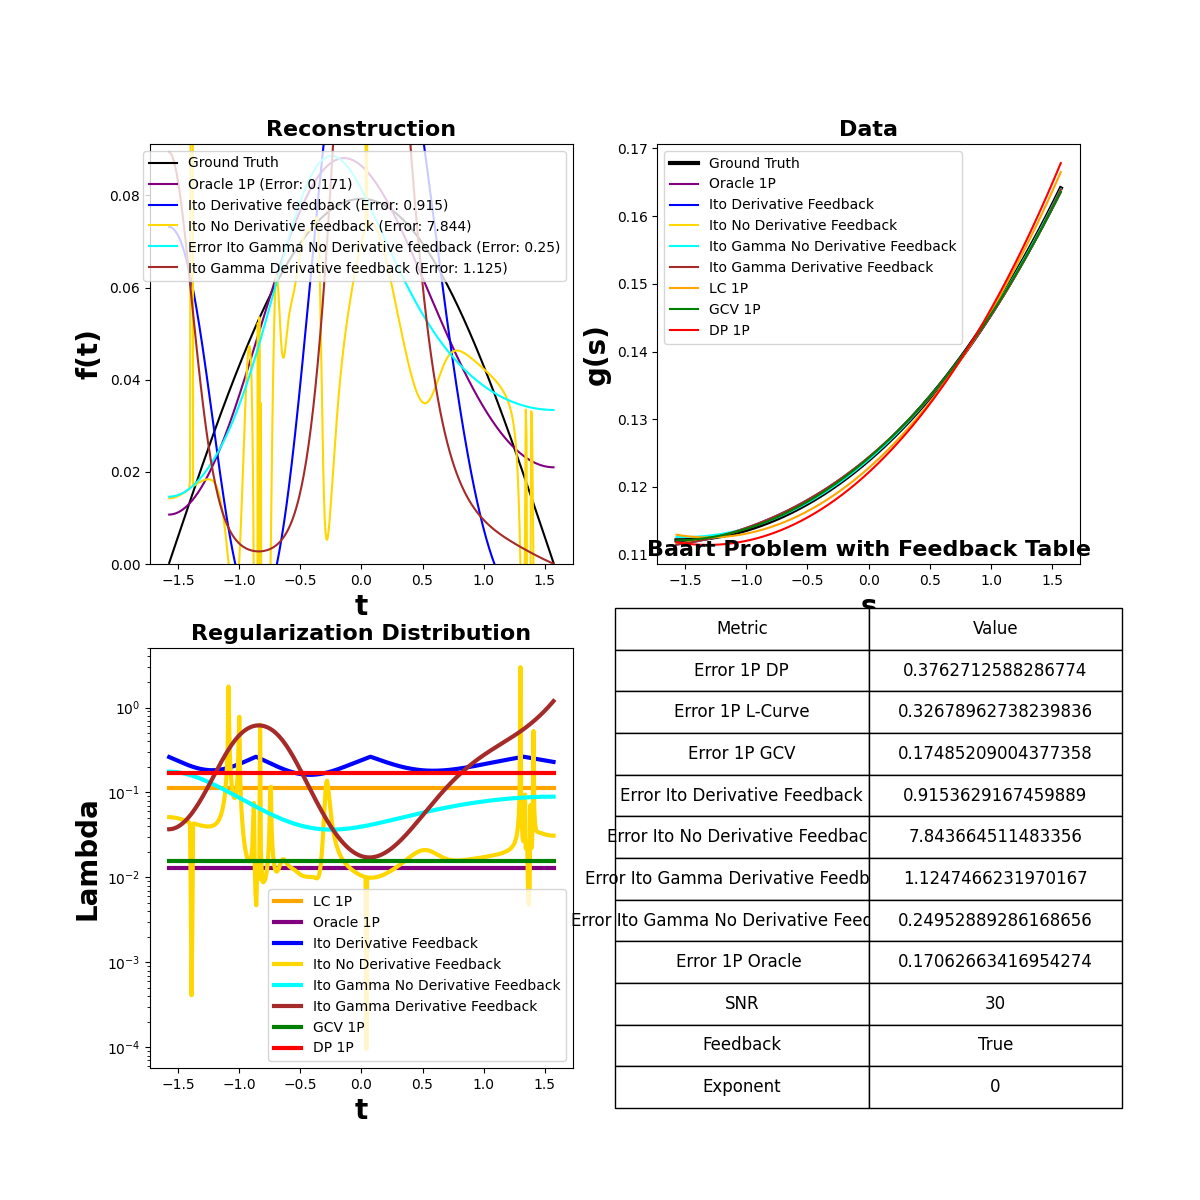 Reconstruction
Ground Truth
Oracle 1P (Error: 0.171)
Ito Derivative feedback (Error: 0.915)
Ito No Derivative feedback (Error: 7.844)
Error Ito Gamma No Derivative feedback (Error: 0.25)
Ito Gamma Derivative feedback (Error: 1.125)
f(t)
0.08
0.06
0.04
0.02
0.00
−1.5 −1.0 −0.5 0.0 0.5 1.0 1.5
t
Data
Ground Truth
Oracle 1P
Ito Derivative Feedback
Ito No Derivative Feedback
Ito Gamma No Derivative Feedback
Ito Gamma Derivative Feedback
LC 1P
GCV 1P
DP 1P
g(s)
0.17
0.16
0.15
0.14
0.13
0.12
0.11
−1.5 −1.0 −0.5 0.0 0.5 1.0 1.5
s
Regularization Distribution
Lambda
10⁰
10⁻¹
10⁻²
10⁻³
10⁻⁴
LC 1P
Oracle 1P
Ito Derivative Feedback
Ito No Derivative Feedback
Ito Gamma No Derivative Feedback
Ito Gamma Derivative Feedback
GCV 1P
DP 1P
−1.5 −1.0 −0.5 0.0 0.5 1.0 1.5
t
Baart Problem with Feedback Table
Metric Value
Error 1P DP 0.3762712588286774
Error 1P L-Curve 0.32678962738239836
Error 1P GCV 0.17485209004377358
Error Ito Derivative Feedback 0.9153629167459889
Error Ito No Derivative Feedbac 7.843664511483356
Error Ito Gamma Derivative Feedb 1.1247466231970167
Error Ito Gamma No Derivative Feed 0.24952889286168656
Error 1P Oracle 0.17062663416954274
SNR 30
Feedback True
Exponent 0